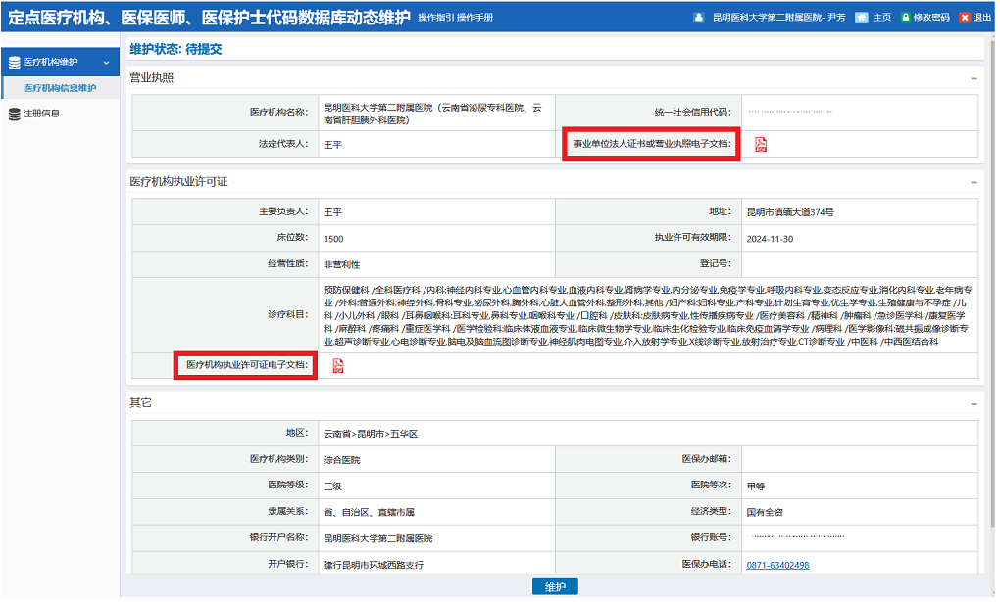 定点医疗机构、医保医师、医保护士代码数据库动态维护 操作指引 操作手册
昆明医科大学第二附属医院- 尹芳 主页 修改密码 退出
医疗机构维护
医疗机构信息维护
注册信息
维护状态: 待提交
营业执照
医疗机构名称: 昆明医科大学第二附属医院（云南省泌尿专科医院、云
南省肝胆胰外科医院）
统一社会信用代码:
法定代表人: 王平
事业单位法人证书或营业执照电子文档:
医疗机构执业许可证
主要负责人: 王平 地址: 昆明市滇缅大道374号
床位数: 1500 执业许可有效期限: 2024-11-30
经营性质: 非营利性 登记号:
诊疗科目:
预防保健科 /全科医疗科 /内科:神经内科专业,心血管内科专业,血液内科专业,肾病学专业,内分泌专业,免疫学专业,呼吸内科专业,变态反应专业,消化内科专业,老年病专
业 /外科:普通外科,神经外科,骨科专业,泌尿外科,胸外科,心脏大血管外科,整形外科,其他 /妇产科:妇科专业,产科专业,计划生育专业,优生学专业,生殖健康与不孕症 /儿
科 /小儿外科 /眼科 /耳鼻咽喉科:耳科专业,鼻科专业,咽喉科专业 /口腔科 /皮肤科:皮肤病专业,性传播疾病专业 /医疗美容科 /精神科 /肿瘤科 /急诊医学科 /康复医学
科 /麻醉科 /疼痛科 /重症医学科 /医学检验科:临床体液血液专业,临床微生物学专业,临床生化检验专业,临床免疫血清学专业 /病理科 /医学影像科:磁共振成像诊断专
业,超声诊断专业,心电诊断专业,脑电及脑血流图诊断专业,神经肌肉电图专业,介入放射学专业,X线诊断专业,放射治疗专业,CT诊断专业 /中医科 /中西医结合科
医疗机构执业许可证电子文档:
其它
地区: 云南省>昆明市>五华区
医疗机构类别: 综合医院 医保办邮箱:
医院等级: 三级 医院等次: 甲等
隶属关系: 省、自治区、直辖市属 经济类型: 国有全资
银行开户名称: 昆明医科大学第二附属医院 银行账号:
开户银行: 建行昆明市环城西路支行 医保办电话: 0871-63402498
维护